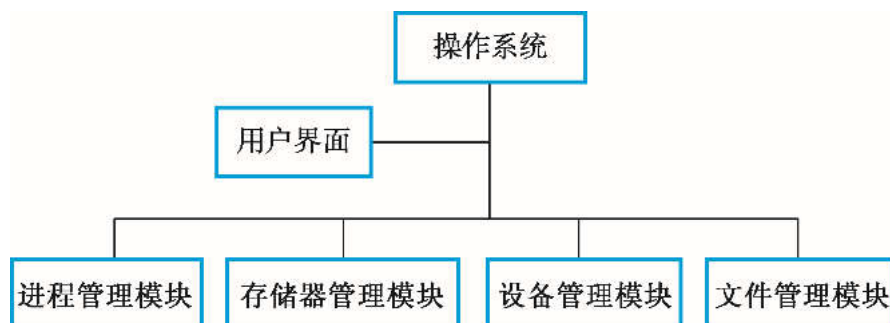 操作系统
用户界面
进程管理模块
存储器管理模块
设备管理模块
文件管理模块